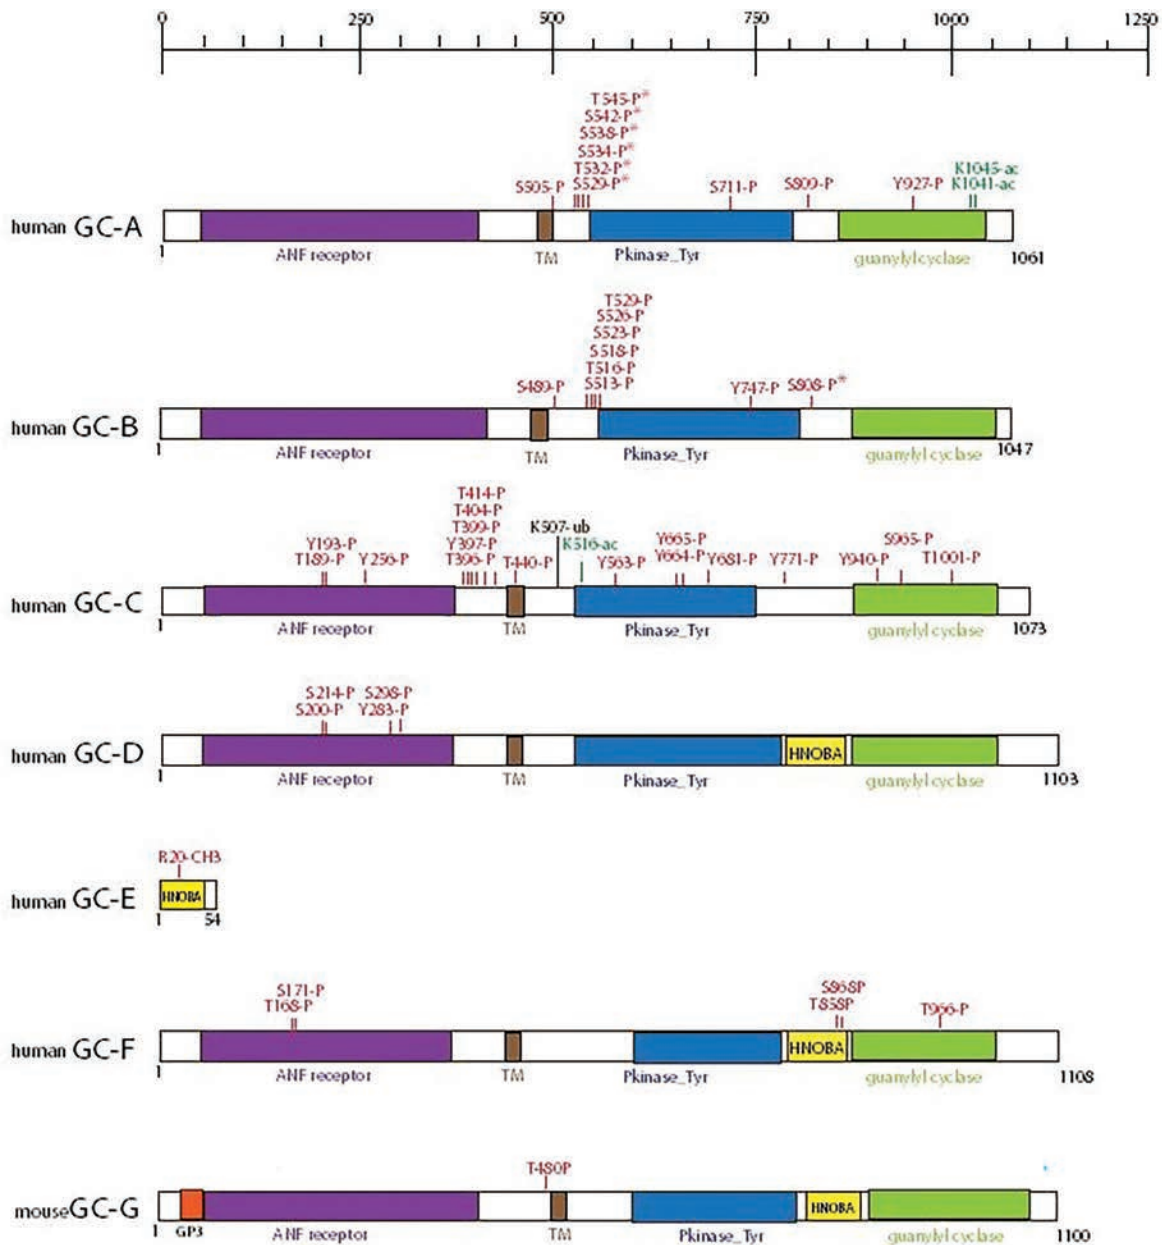 0 250 500 750 1000 1250
T545-P*
S542-P*
S538-P*
S534-P*
T532-P*
S529-P*
S505-P
S711-P
S809-P
Y927-P
K1045-ac
K1041-ac
human GC-A
1
ANF receptor
TM
Pkinase_Tyr
guanylyl cyclase
1061
T529-P
S526-P
S523-P
S518-P
T516-P
S513-P
S489-P
Y747-P
S808-P*
human GC-B
1
ANF receptor
TM
Pkinase_Tyr
guanylyl cyclase
1047
T414-P
T404-P
T399-P
Y397-P
T396-P
Y193-P
T189-P
Y256-P
T440-P
K507-ub
K516-ac
Y563-P
Y665-P
Y664-P
Y681-P
Y771-P
Y940-P
S965-P
T1001-P
human GC-C
1
ANF receptor
TM
Pkinase_Tyr
guanylyl cyclase
1073
S214-P S298-P
S200-P Y283-P
human GC-D
HNOBA
1
ANF receptor
TM
Pkinase_Tyr
guanylyl cyclase
1103
R20-CH3
human GC-E
HNOBA
1 54
S171-P
T168-P
S868P
T858P
T966-P
human GC-F
HNOBA
1
ANF receptor
TM
Pkinase_Tyr
guanylyl cyclase
1108
T480P
mouse GC-G
HNOBA
1
GP3
ANF receptor
TM
Pkinase_Tyr
guanylyl cyclase
1100